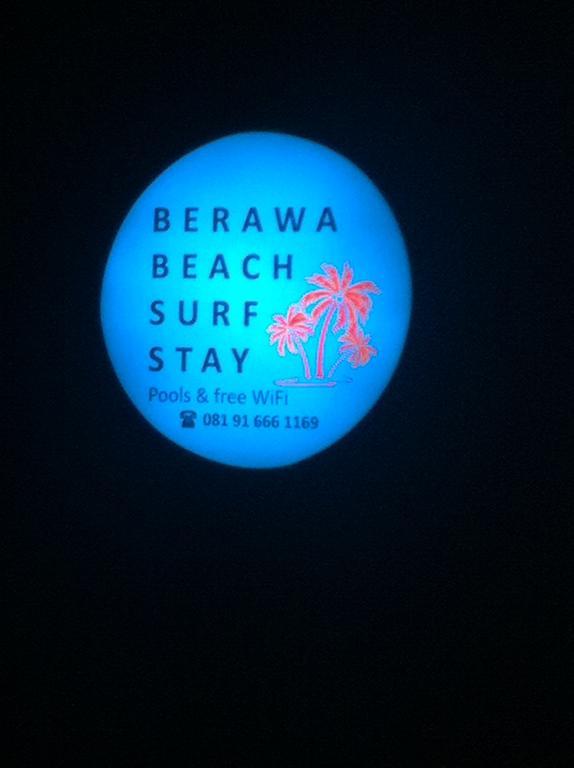 BERAWA
BEACH
SURF
STAY
Pools & free WiFi
☎ 081 91 666 1169